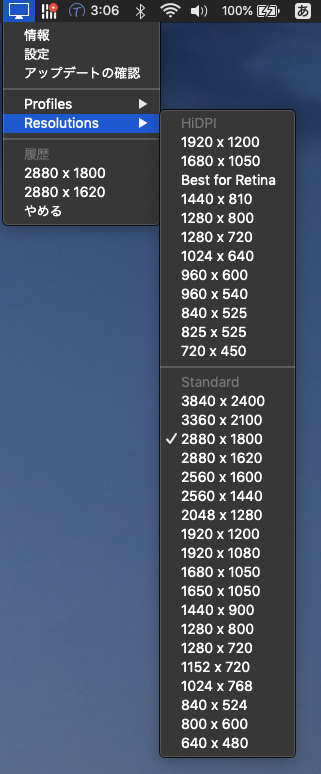 3:06 100% あ
情報
設定
アップデートの確認
Profiles
Resolutions
履歴
2880 x 1800
2880 x 1620
やめる
HiDPI
1920 x 1200
1680 x 1050
Best for Retina
1440 x 810
1280 x 800
1280 x 720
1024 x 640
960 x 600
960 x 540
840 x 525
825 x 525
720 x 450
Standard
3840 x 2400
3360 x 2100
2880 x 1800
2880 x 1620
2560 x 1600
2560 x 1440
2048 x 1280
1920 x 1200
1920 x 1080
1680 x 1050
1650 x 1050
1440 x 900
1280 x 800
1280 x 720
1152 x 720
1024 x 768
840 x 524
800 x 600
640 x 480